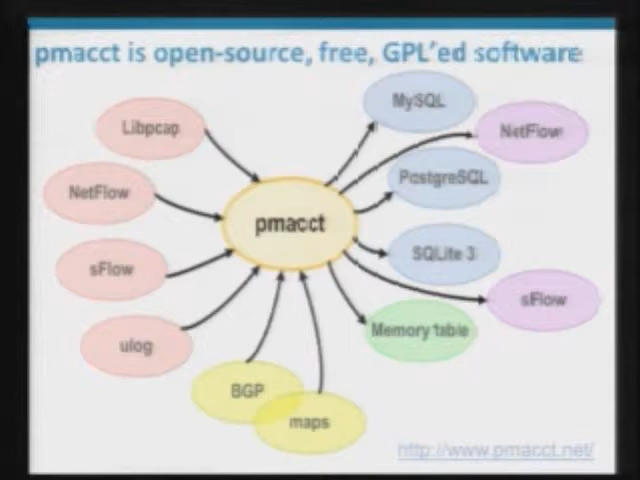 pmacct is open-source, free, GPL'ed software
MySQL
Libpcap
NetFlow
PostgreSQL
NetFlow
pmacct
SQLite 3
sFlow
sFlow
Memory table
ulog
BGP
maps
http://www.pmacct.net/